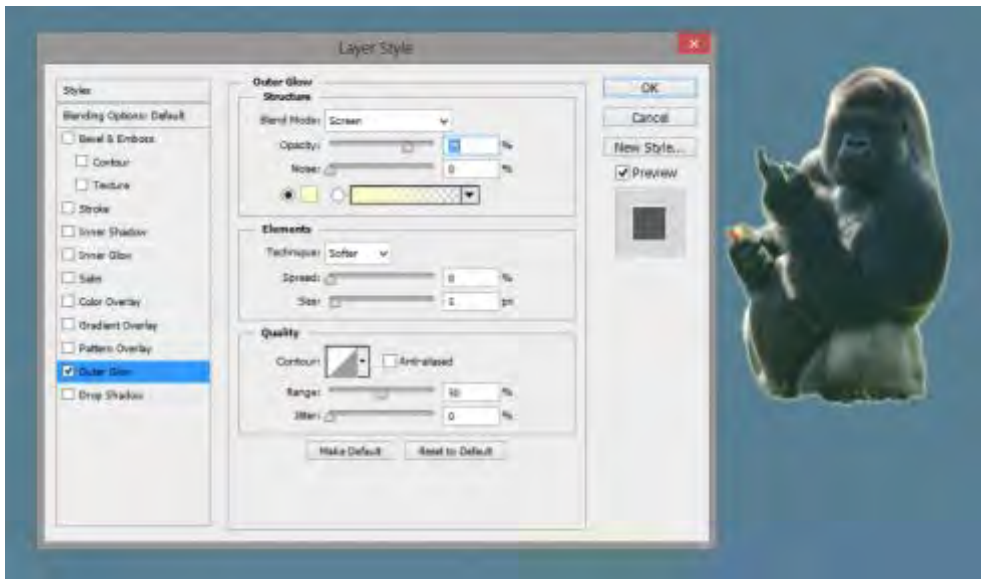 Layer Style
Styles
Blending Options: Default
Bevel & Emboss
Contour
Texture
Stroke
Inner Shadow
Inner Glow
Satin
Color Overlay
Gradient Overlay
Pattern Overlay
Outer Glow
Drop Shadow
Outer Glow
Structure
Blend Mode: Screen
Opacity: %
Noise: 0 %
Elements
Technique: Softer
Spread: 0 %
Size: px
Quality
Contour: Anti-aliased
Range: 50 %
Jitter: 0 %
Make Default Reset to Default
OK
Cancel
New Style...
Preview